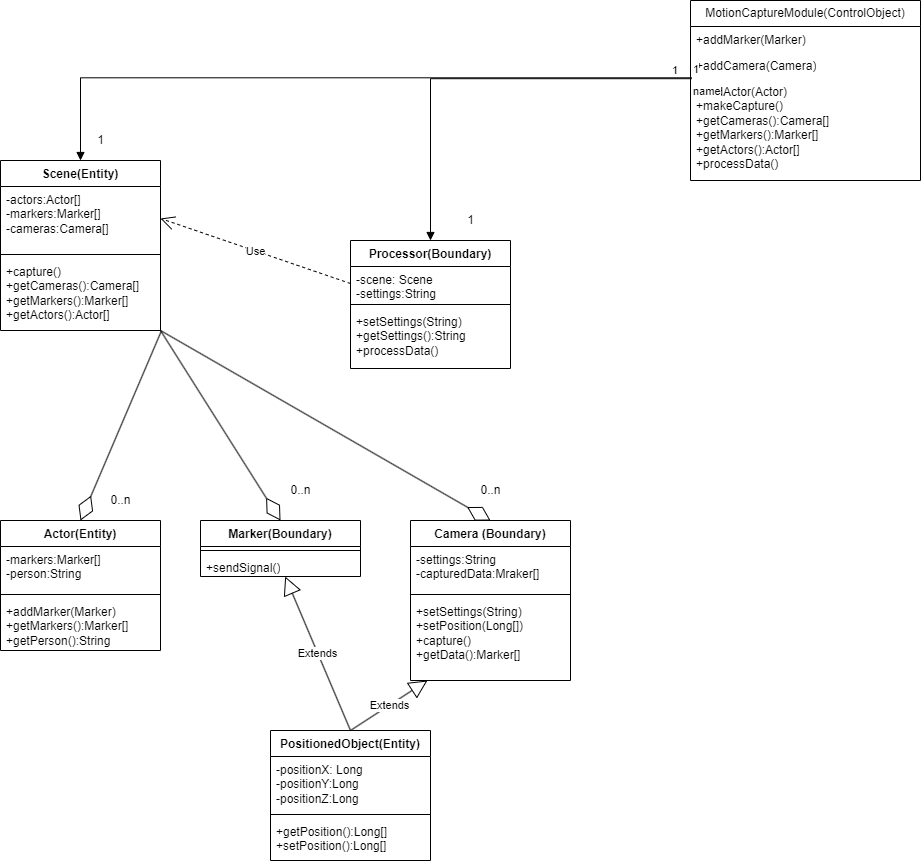 MotionCaptureModule(ControlObject)
+addMarker(Marker)
+addCamera(Camera)
name
Actor(Actor)
+makeCapture()
+getCameras():Camera[]
+getMarkers():Marker[]
+getActors():Actor[]
+processData()
1
1
1
1
Scene(Entity)
-actors:Actor[]
-markers:Marker[]
-cameras:Camera[]
+capture()
+getCameras():Camera[]
+getMarkers():Marker[]
+getActors():Actor[]
Use
Processor(Boundary)
-scene: Scene
-settings:String
+setSettings(String)
+getSettings():String
+processData()
0..n
0..n
0..n
Actor(Entity)
-markers:Marker[]
-person:String
+addMarker(Marker)
+getMarkers():Marker[]
+getPerson():String
Marker(Boundary)
+sendSignal()
Camera (Boundary)
-settings:String
-capturedData:Mraker[]
+setSettings(String)
+setPosition(Long[])
+capture()
+getData():Marker[]
Extends
Extends
PositionedObject(Entity)
-positionX: Long
-positionY:Long
-positionZ:Long
+getPosition():Long[]
+setPosition():Long[]